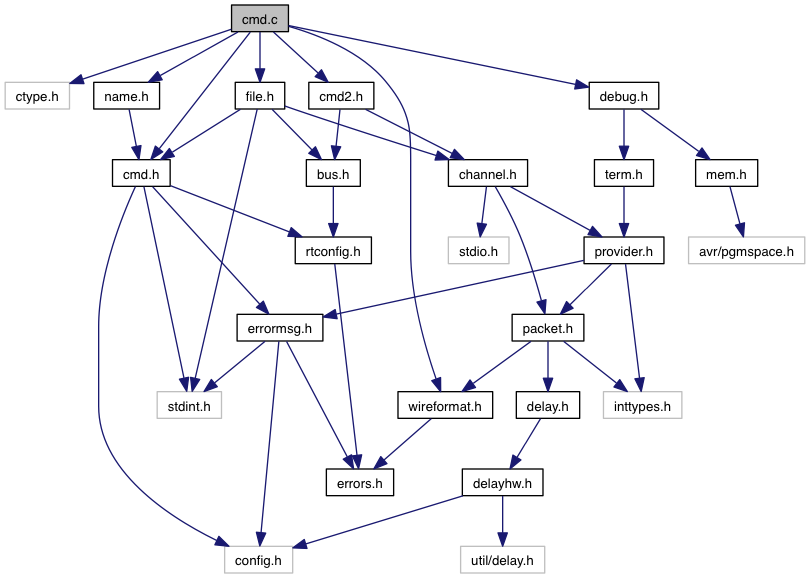 cmd.c
ctype.h
name.h
file.h
cmd2.h
debug.h
cmd.h
bus.h
channel.h
term.h
mem.h
rtconfig.h
stdio.h
provider.h
avr/pgmspace.h
errormsg.h
packet.h
stdint.h
wireformat.h
delay.h
inttypes.h
errors.h
delayhw.h
config.h
util/delay.h